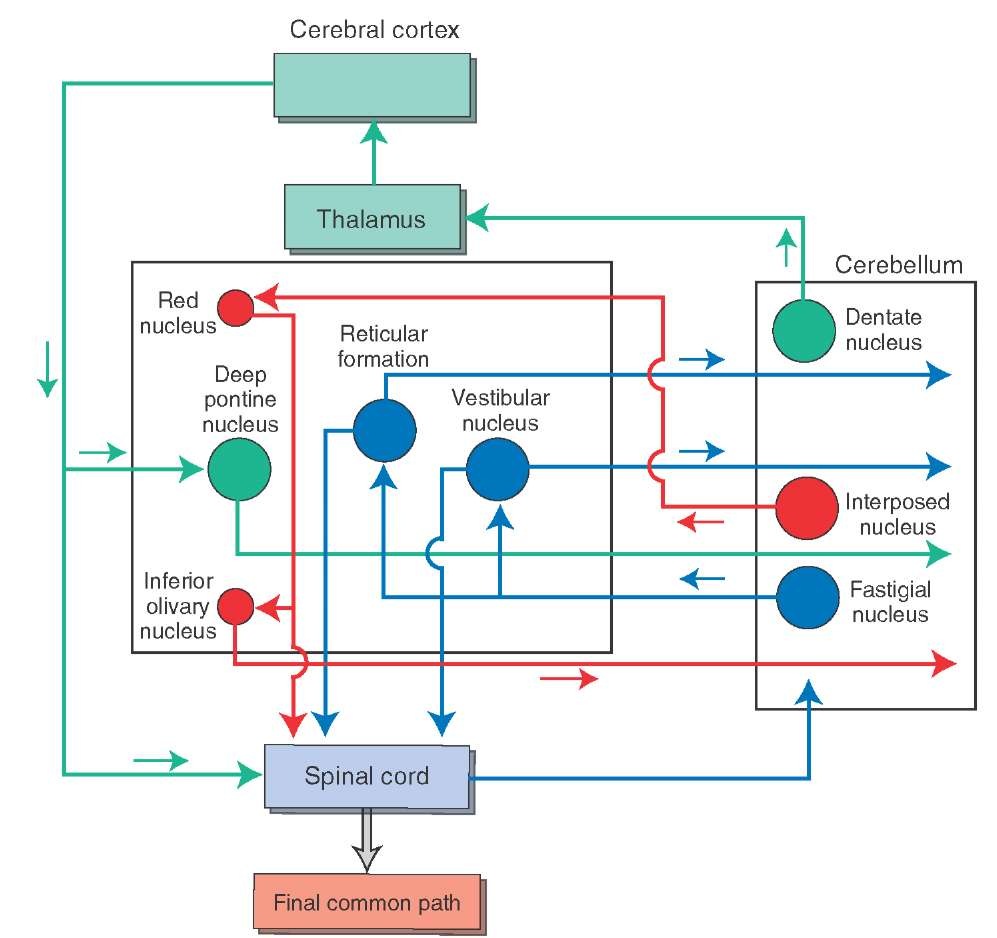 Cerebral cortex
Thalamus
Cerebellum
Red
nucleus
Reticular
formation
Dentate
nucleus
Deep
pontine
nucleus
Vestibular
nucleus
Interposed
nucleus
Inferior
olivary
nucleus
Fastigial
nucleus
Spinal cord
Final common path